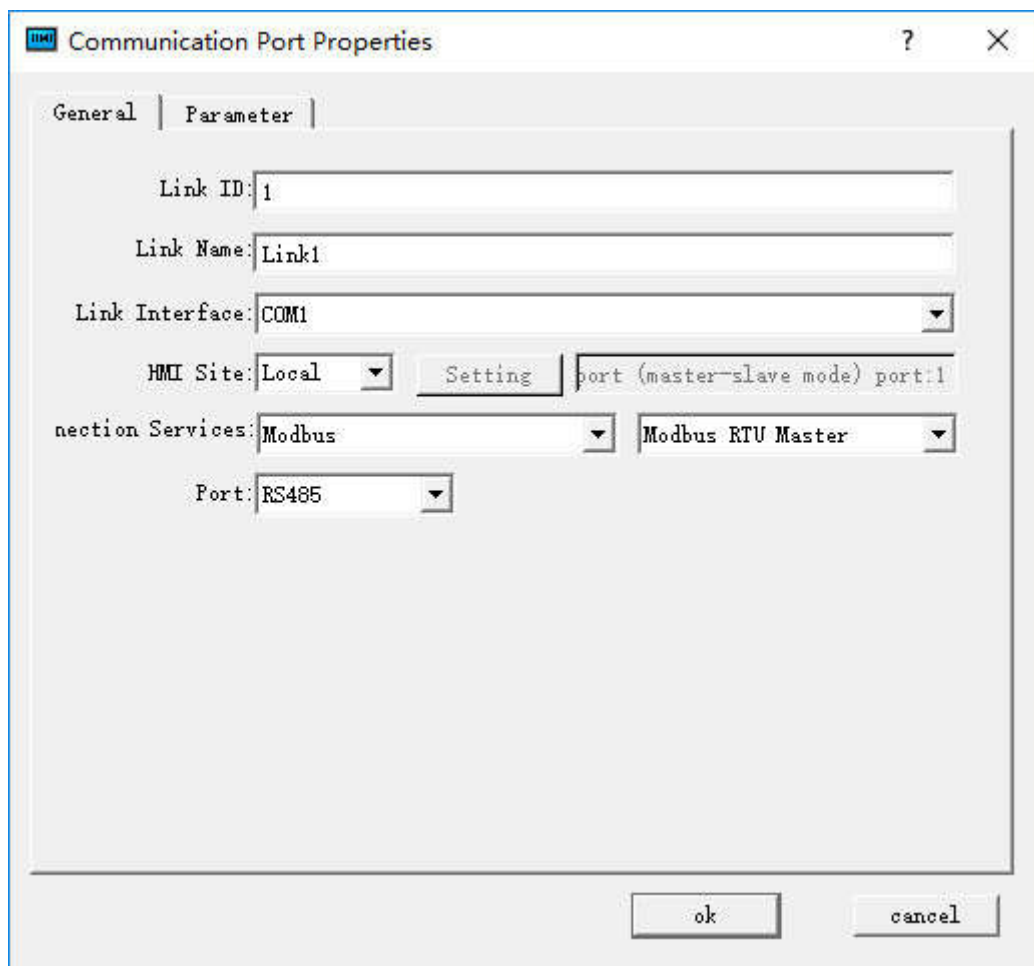 HMI Communication Port Properties ? ×
General Parameter
Link ID: 1
Link Name: Link1
Link Interface: COM1
HMI Site: Local Setting port (master-slave mode) port:1
nection Services: Modbus Modbus RTU Master
Port: RS485
ok cancel